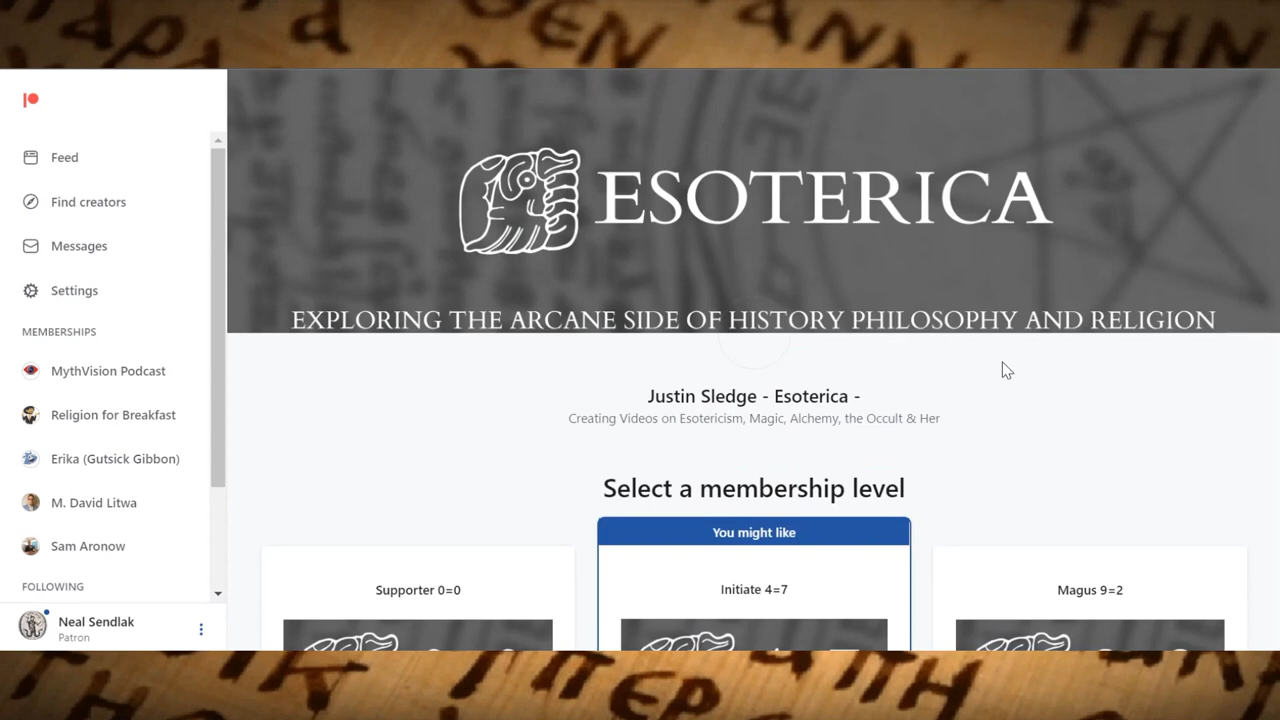 Feed
Find creators
Messages
Settings
MEMBERSHIPS
MythVision Podcast
Religion for Breakfast
Erika (Gutsick Gibbon)
M. David Litwa
Sam Aronow
FOLLOWING
Neal Sendlak
Patron
ESOTERICA
EXPLORING THE ARCANE SIDE OF HISTORY PHILOSOPHY AND RELIGION
Justin Sledge - Esoterica -
Creating Videos on Esotericism, Magic, Alchemy, the Occult & Her
Select a membership level
You might like
Supporter 0=0
Initiate 4=7
Magus 9=2